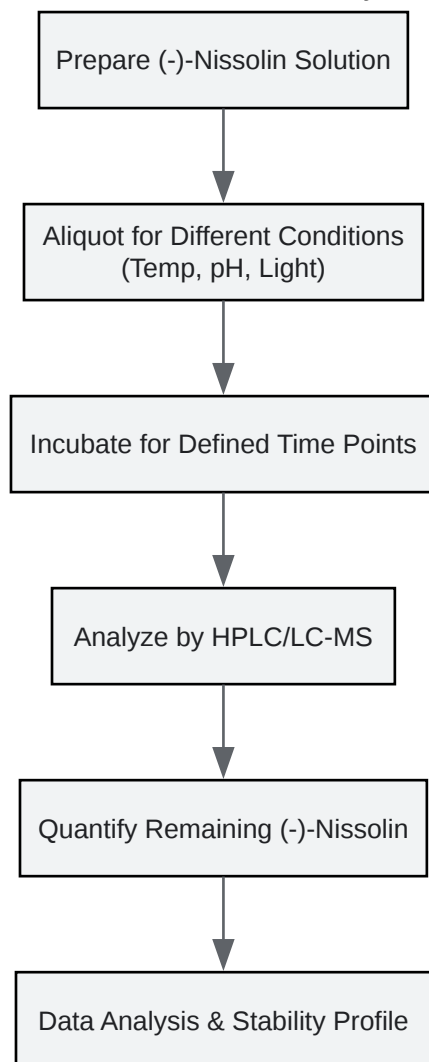 Prepare (-)-Nissolin Solution
Aliquot for Different Conditions
(Temp, pH, Light)
Incubate for Defined Time Points
Analyze by HPLC/LC-MS
Quantify Remaining (-)-Nissolin
Data Analysis & Stability Profile